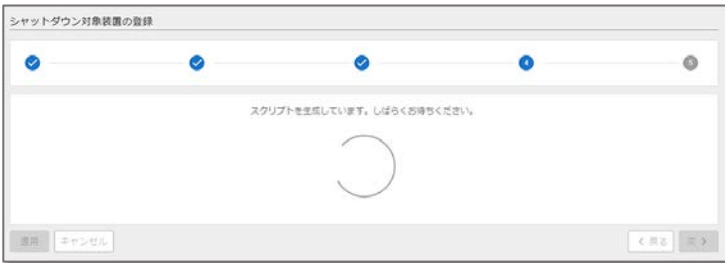 シャットダウン対象装置の登録
4
5
スクリプトを生成しています。しばらくお待ちください。
適用
キャンセル
< 戻る
次 >